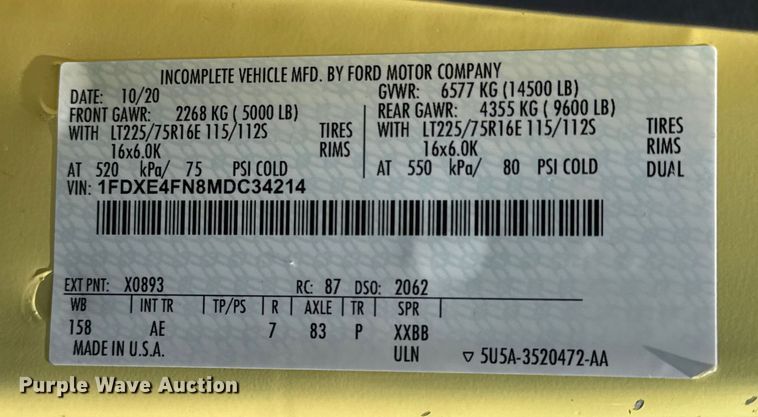 INCOMPLETE VEHICLE MFD. BY FORD MOTOR COMPANY
DATE: 10/20 GVWR: 6577 KG (14500 LB)
FRONT GAWR: 2268 KG ( 5000 LB) REAR GAWR: 4355 KG ( 9600 LB)
WITH LT225/75R16E 115/112S TIRES WITH LT225/75R16E 115/112S TIRES
16x6.0K RIMS 16x6.0K RIMS
AT 520 kPa/ 75 PSI COLD AT 550 kPa/ 80 PSI COLD DUAL
VIN: 1FDXE4FN8MDC34214
EXT PNT: X0893 RC: 87 DSO: 2062
WB INT TR TP/PS R AXLE TR SPR
158 AE 7 83 P XXBB
MADE IN U.S.A. ULN ▽ 5U5A-3520472-AA
Purple Wave Auction